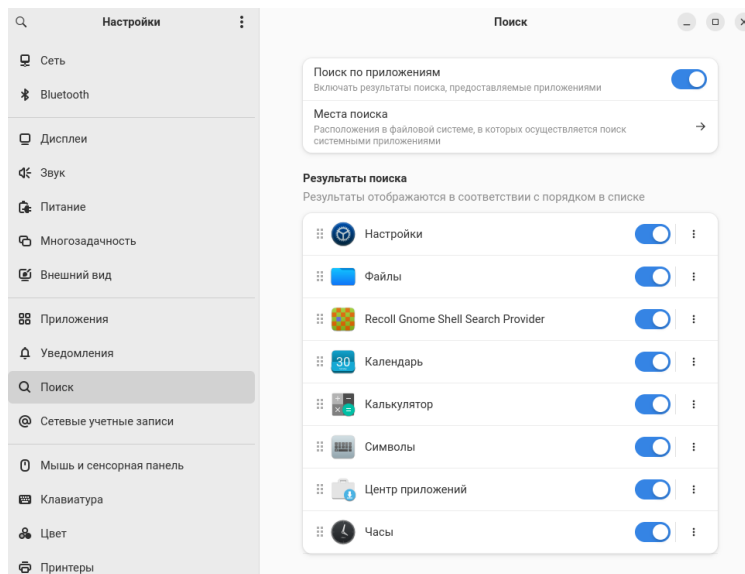 Настройки
Поиск
Сеть
Bluetooth
Дисплеи
Звук
Питание
Многозадачность
Внешний вид
Приложения
Уведомления
Поиск
Сетевые учетные записи
Мышь и сенсорная панель
Клавиатура
Цвет
Принтеры
Поиск по приложениям
Включать результаты поиска, предоставляемые приложениями
Места поиска
Расположения в файловой системе, в которых осуществляется поиск
системными приложениями
Результаты поиска
Результаты отображаются в соответствии с порядком в списке
Настройки
Файлы
Recoll Gnome Shell Search Provider
30
Календарь
Калькулятор
Символы
Центр приложений
Часы